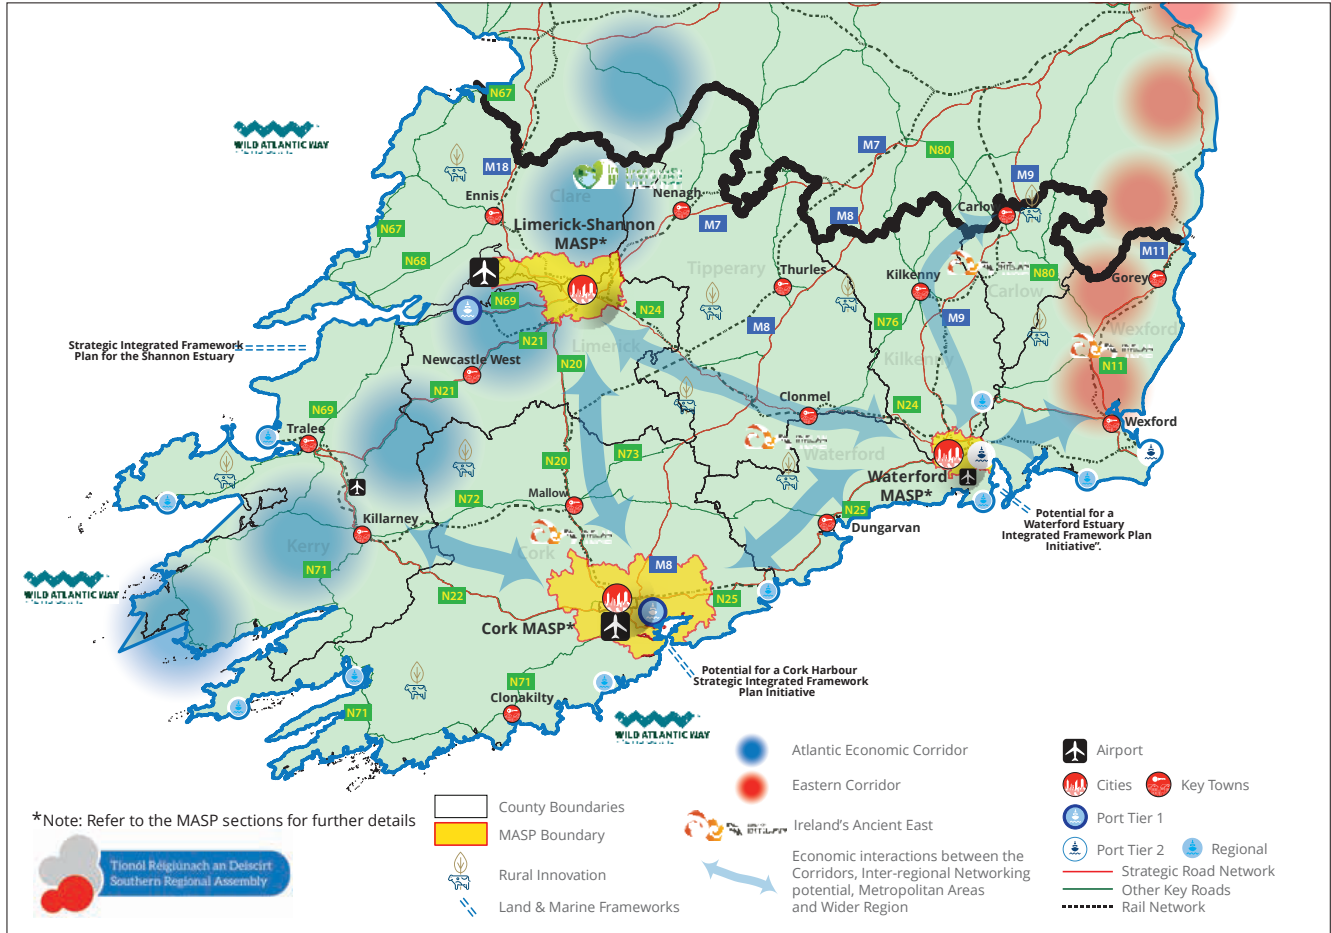 N67
WILD ATLANTIC WAY
M18
Ennis
Clare
Nenagh
M7
N80
M9
Carlow
M8
M7
Limerick-Shannon
MASP*
N67
N68
M11
Gorey
N80
Carlow
Tipperary
Thurles
Kilkenny
N69
N24
M8
N76
M9
Wexford
Strategic Integrated Framework
Plan for the Shannon Estuary
N21
Limerick
N20
Newcastle West
N21
Kilkenny
N11
N69
Tralee
Clonmel
N24
Wexford
N20
N73
Waterford
Waterford
MASP*
N72
Mallow
N25
Dungarvan
Killarney
Kerry
Cork
Potential for a
Waterford Estuary
Integrated Framework Plan
Initiative”.
N71
M8
WILD ATLANTIC WAY
N22
N25
Cork MASP*
Potential for a Cork Harbour
Strategic Integrated Framework
Plan Initiative
N71
Clonakilty
N71
WILD ATLANTIC WAY
*Note: Refer to the MASP sections for further details
Tionól Réigiúnach an Deiscirt
Southern Regional Assembly
County Boundaries
MASP Boundary
Rural Innovation
Land & Marine Frameworks
Atlantic Economic Corridor
Eastern Corridor
Ireland's Ancient East
Economic interactions between the
Corridors, Inter-regional Networking
potential, Metropolitan Areas
and Wider Region
Airport
Cities
Key Towns
Port Tier 1
Port Tier 2
Regional
Strategic Road Network
Other Key Roads
Rail Network